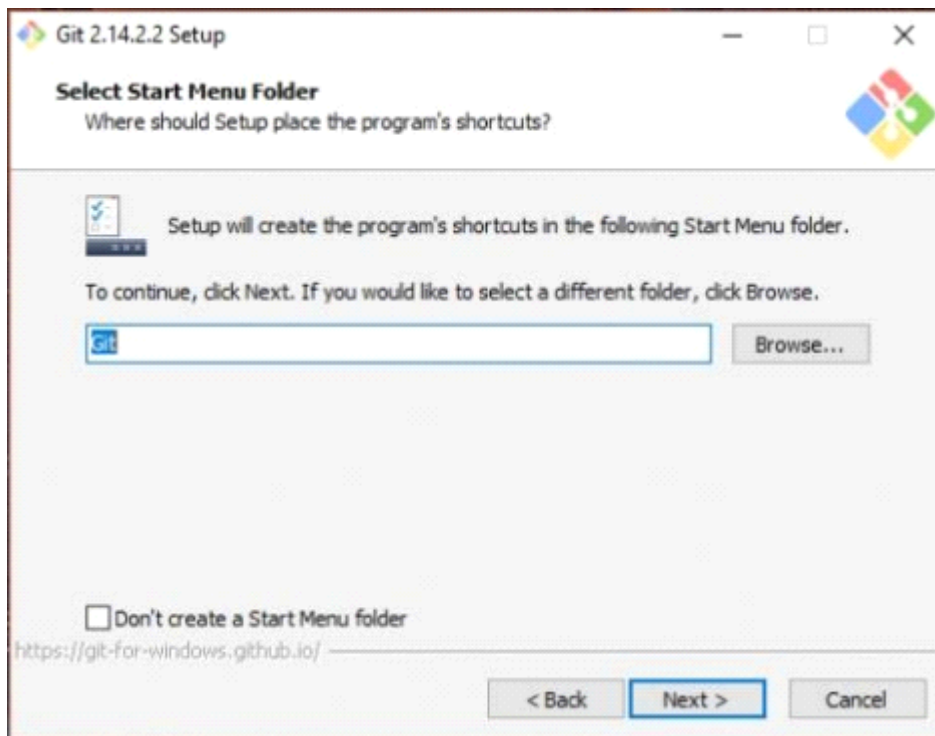 Git 2.14.2.2 Setup
Select Start Menu Folder
Where should Setup place the program's shortcuts?
Setup will create the program's shortcuts in the following Start Menu folder.
To continue, click Next. If you would like to select a different folder, click Browse.
Git
Browse...
Don't create a Start Menu folder
https://git-for-windows.github.io/
< Back
Next >
Cancel